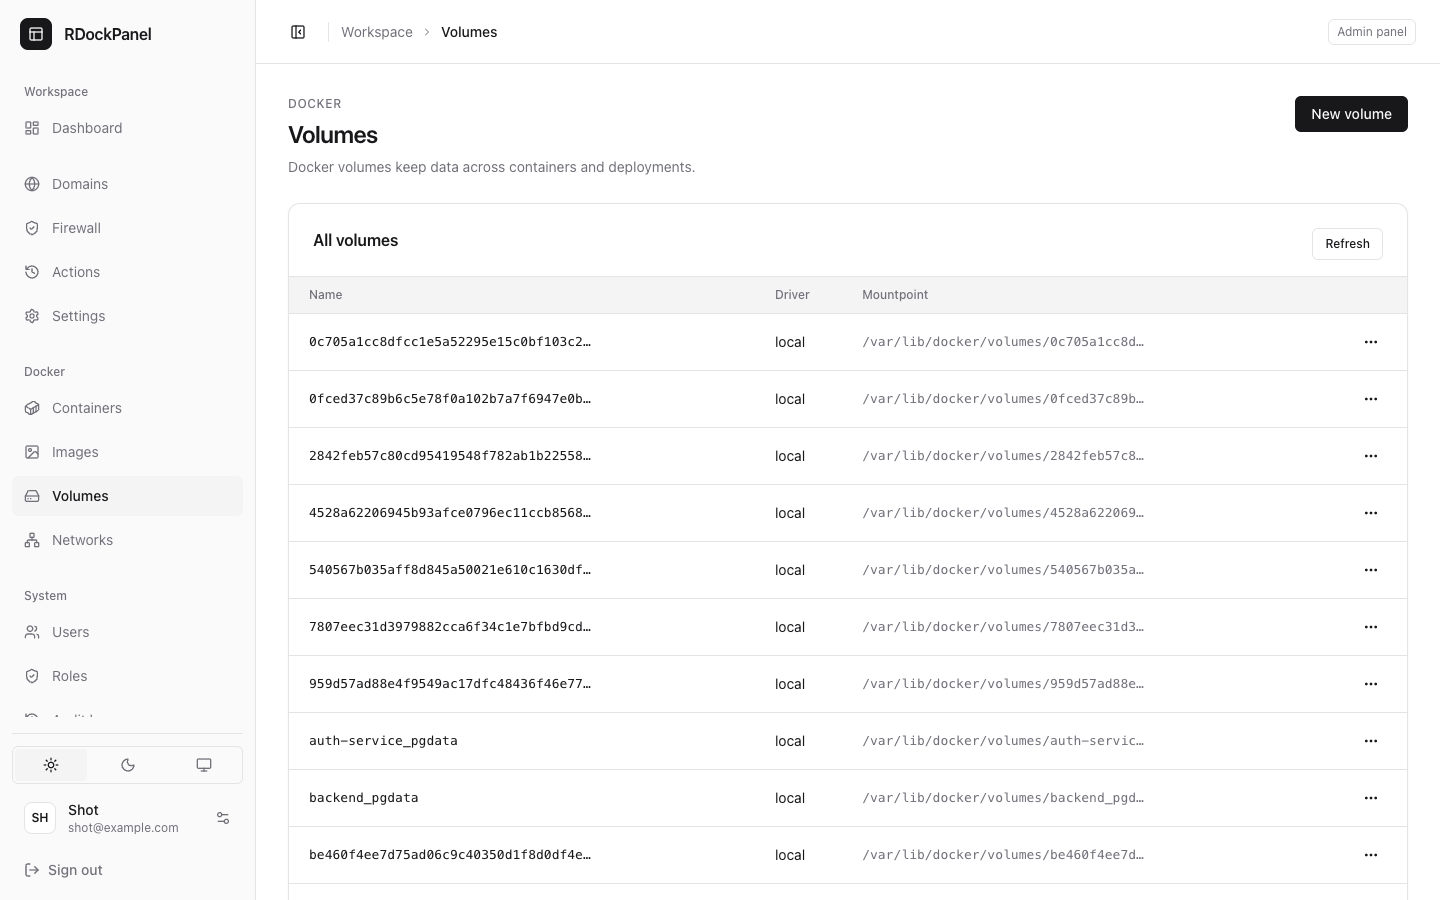 RDockPanel
Workspace
Dashboard
Domains
Firewall
Actions
Settings
Docker
Containers
Images
Volumes
Networks
System
Users
Roles
SH
Shot
shot@example.com
Sign out
Workspace > Volumes
Admin panel
DOCKER
Volumes
Docker volumes keep data across containers and deployments.
New volume
All volumes
Refresh
Name Driver Mountpoint
0c705a1cc8dfcc1e5a52295e15c0bf103c2… local /var/lib/docker/volumes/0c705a1cc8d…
0fced37c89b6c5e78f0a102b7a7f6947e0b… local /var/lib/docker/volumes/0fced37c89b…
2842feb57c80cd95419548f782ab1b22558… local /var/lib/docker/volumes/2842feb57c8…
4528a62206945b93afce0796ec11ccb8568… local /var/lib/docker/volumes/4528a622069…
540567b035aff8d845a50021e610c1630df… local /var/lib/docker/volumes/540567b035a…
7807eec31d3979882cca6f34c1e7bfbd9cd… local /var/lib/docker/volumes/7807eec31d3…
959d57ad88e4f9549ac17dfc48436f46e77… local /var/lib/docker/volumes/959d57ad88e…
auth-service_pgdata local /var/lib/docker/volumes/auth-servic…
backend_pgdata local /var/lib/docker/volumes/backend_pgd…
be460f4ee7d75ad06c9c40350d1f8d0df4e… local /var/lib/docker/volumes/be460f4ee7d…